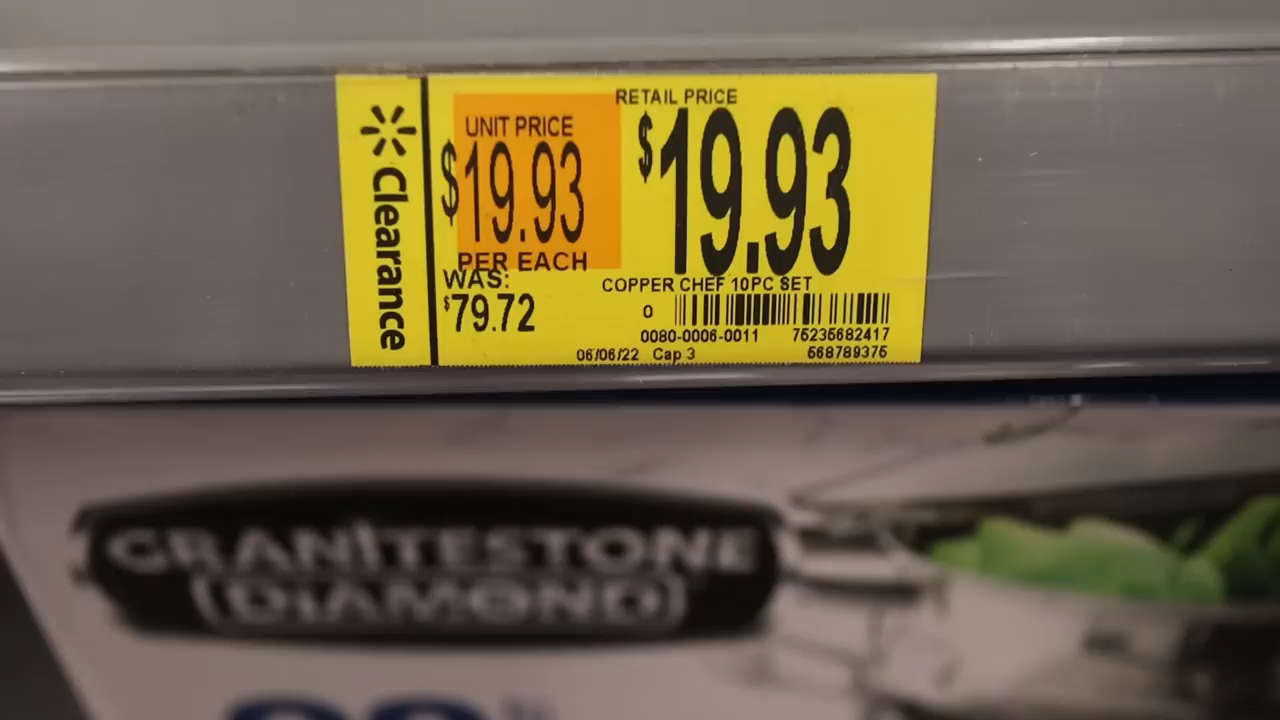 Clearance
UNIT PRICE
$19.93
PER EACH
WAS:
$79.72
RETAIL PRICE
$19.93
COPPER CHEF 10PC SET
0
0080-0006-0011 75235682417
06/06/22 Cap 3 568789375
GRANITESTONE
DIAMOND